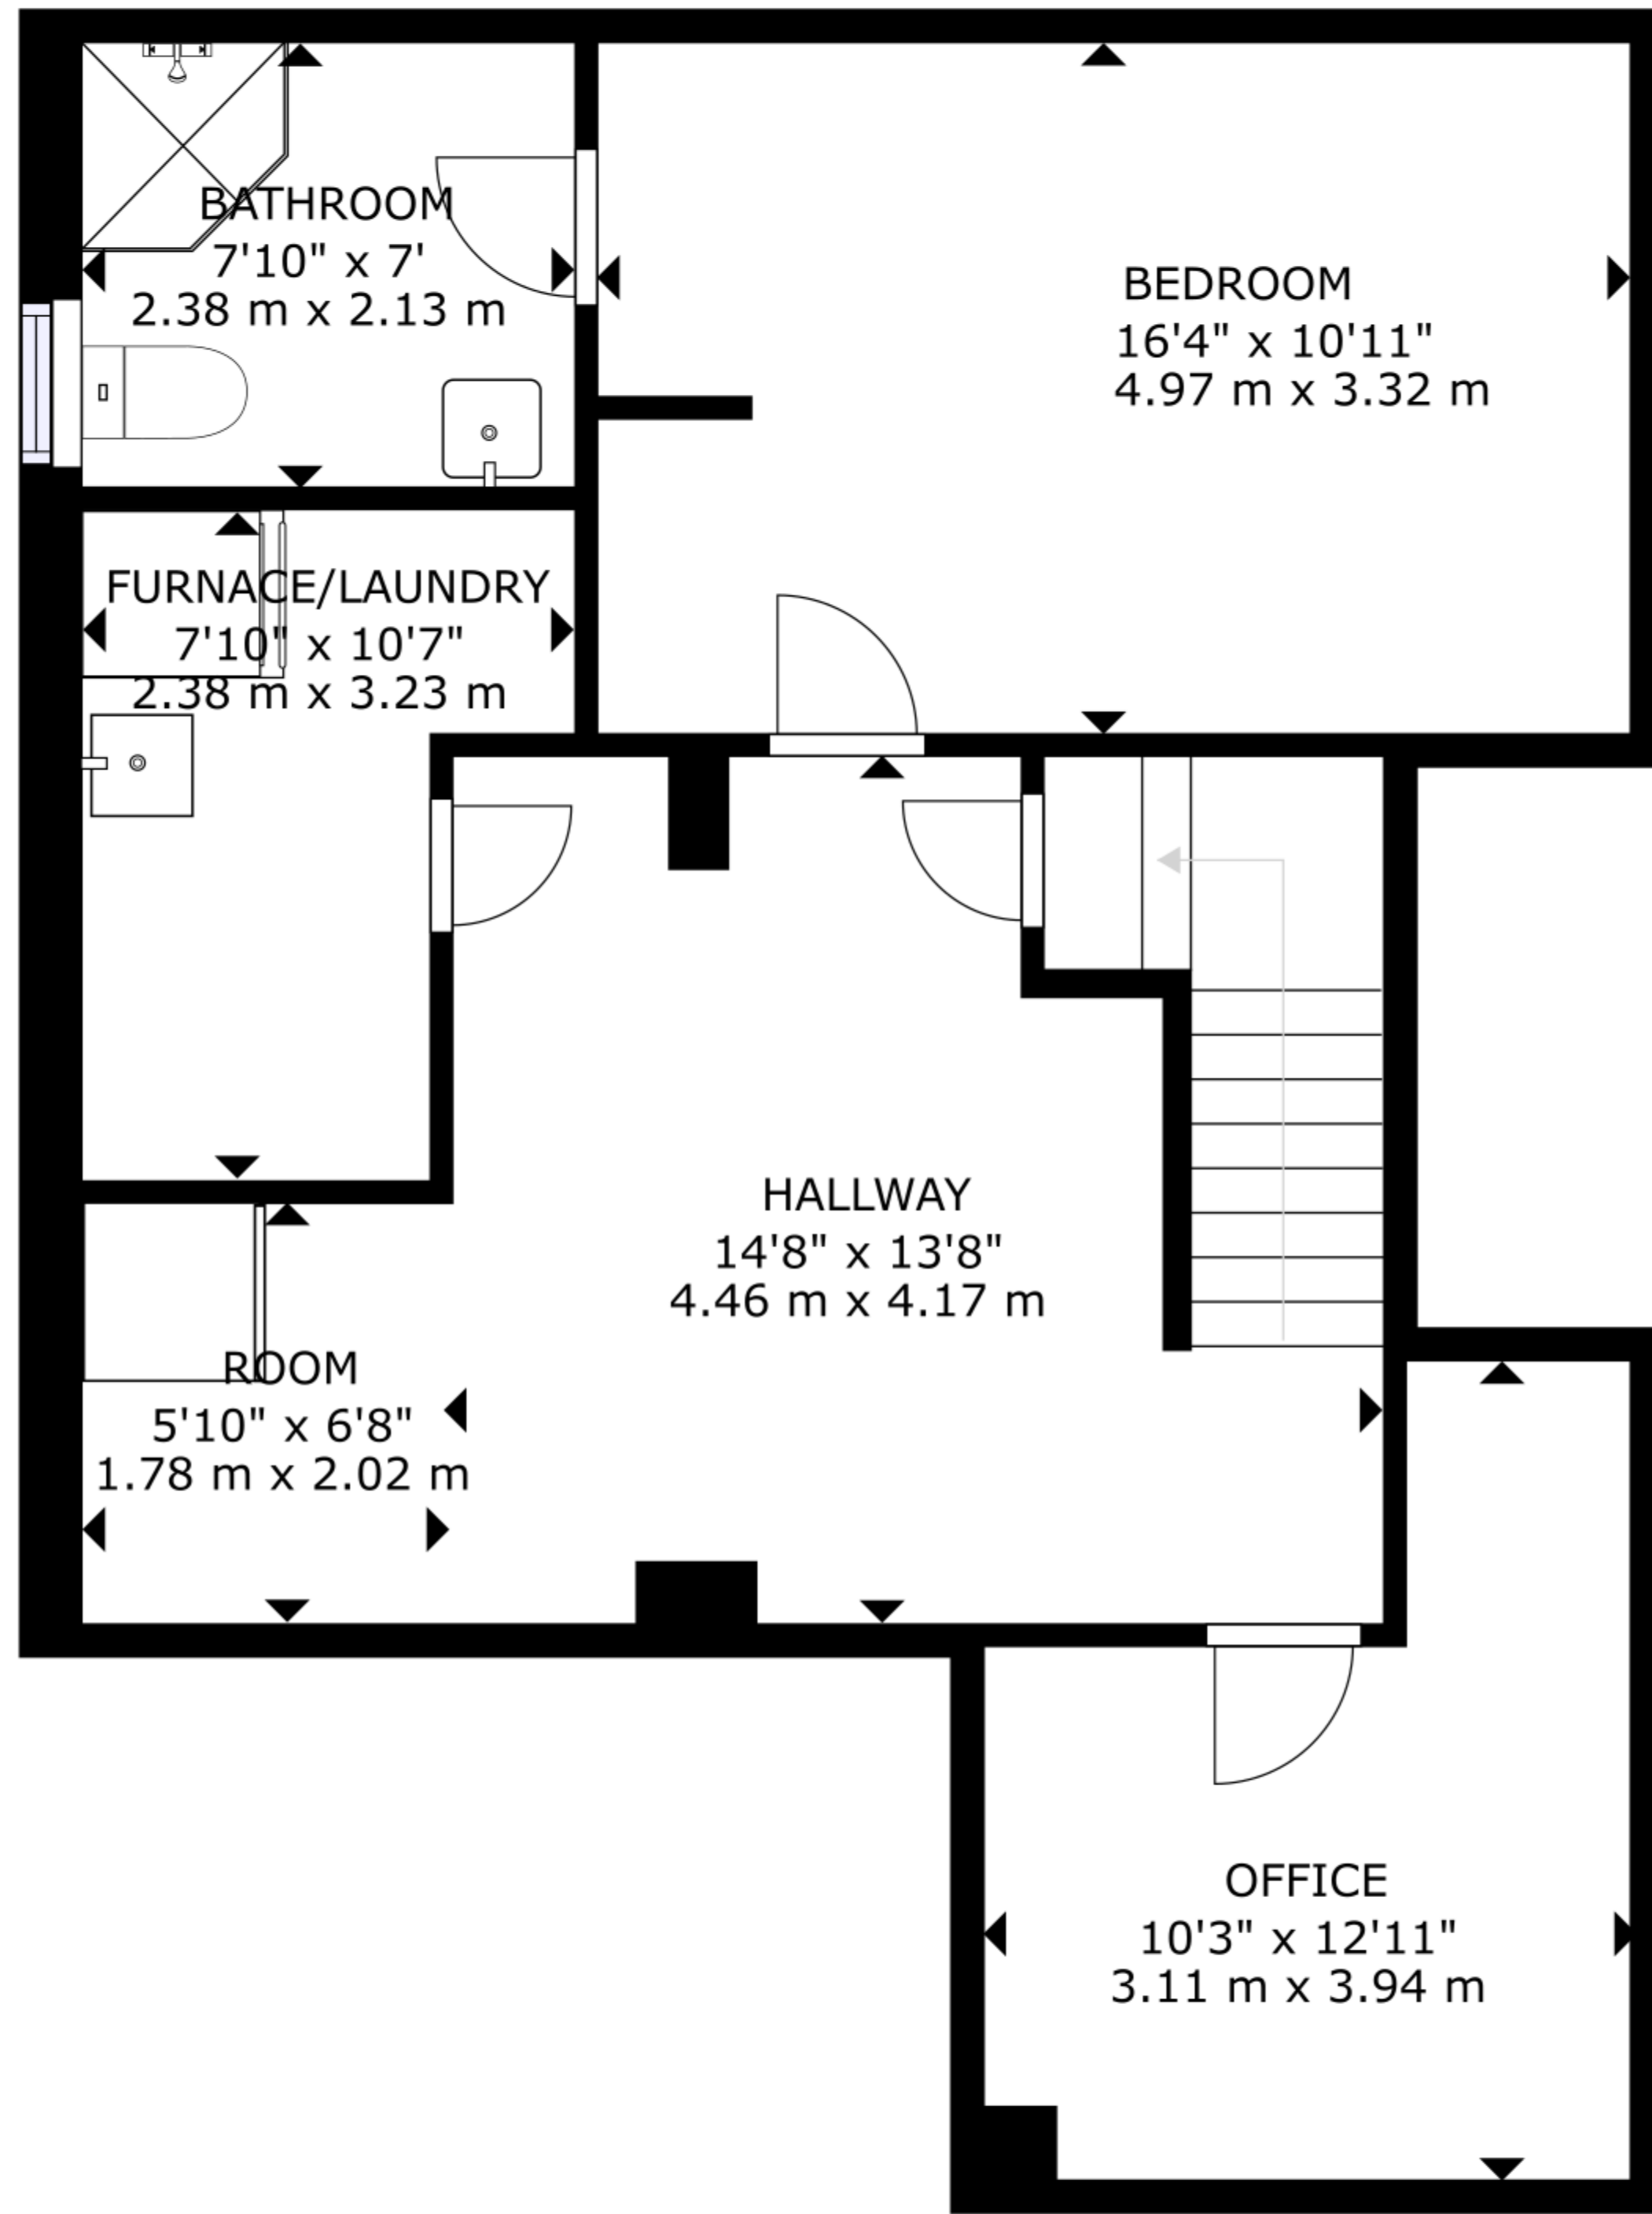 BATHROOM
7'10" x 7'
2.38 m x 2.13 m
BEDROOM
16'4" x 10'11"
4.97 m x 3.32 m
FURNACE/LAUNDRY
7'10" x 10'7"
2.38 m x 3.23 m
HALLWAY
14'8" x 13'8"
4.46 m x 4.17 m
ROOM
5'10" x 6'8"
1.78 m x 2.02 m
OFFICE
10'3" x 12'11"
3.11 m x 3.94 m